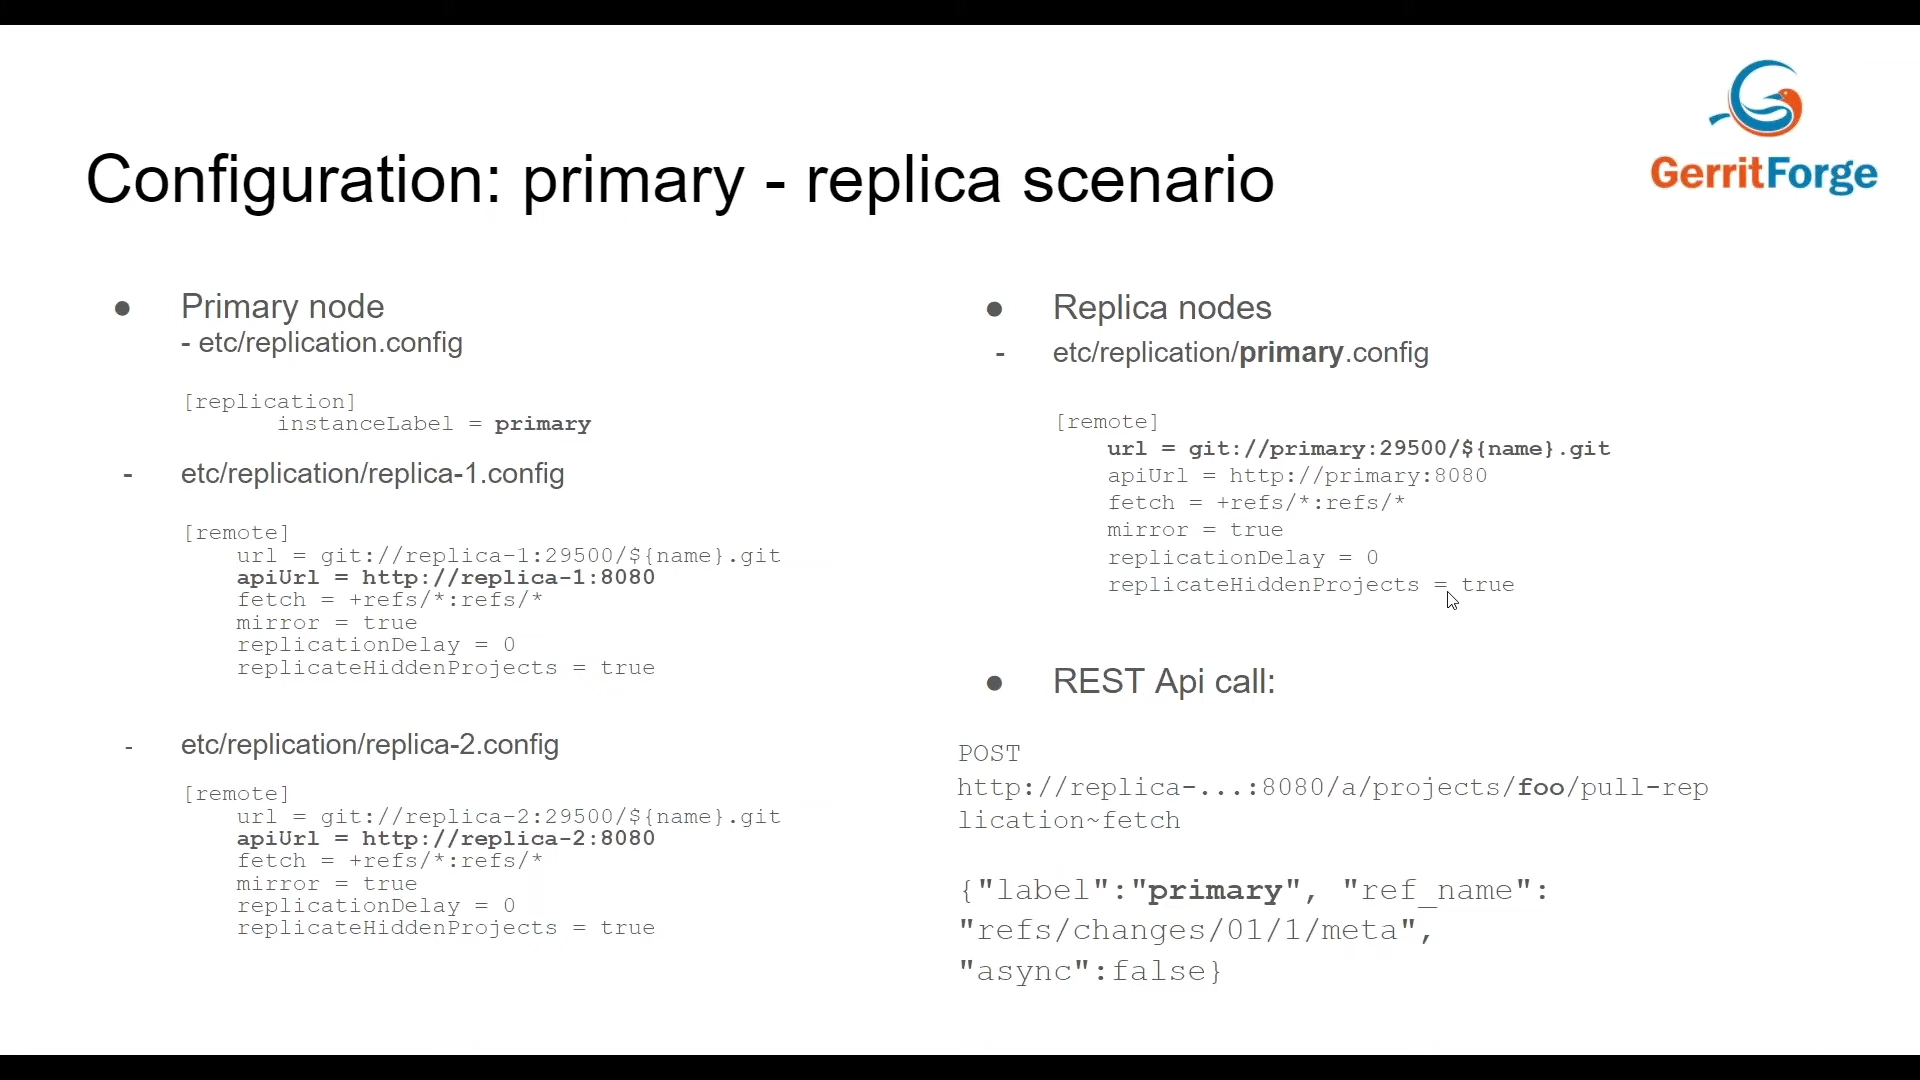 GerritForge
Configuration: primary - replica scenario
● Primary node
- etc/replication.config
[replication]
instanceLabel = primary
- etc/replication/replica-1.config
[remote]
url = git://replica-1:29500/${name}.git
apiUrl = http://replica-1:8080
fetch = +refs/*:refs/*
mirror = true
replicationDelay = 0
replicateHiddenProjects = true
- etc/replication/replica-2.config
[remote]
url = git://replica-2:29500/${name}.git
apiUrl = http://replica-2:8080
fetch = +refs/*:refs/*
mirror = true
replicationDelay = 0
replicateHiddenProjects = true
● Replica nodes
- etc/replication/primary.config
[remote]
url = git://primary:29500/${name}.git
apiUrl = http://primary:8080
fetch = +refs/*:refs/*
mirror = true
replicationDelay = 0
replicateHiddenProjects = true
● REST Api call:
POST
http://replica-...:8080/a/projects/foo/pull-rep
lication~fetch
{"label":"primary", "ref_name":
"refs/changes/01/1/meta",
"async":false}